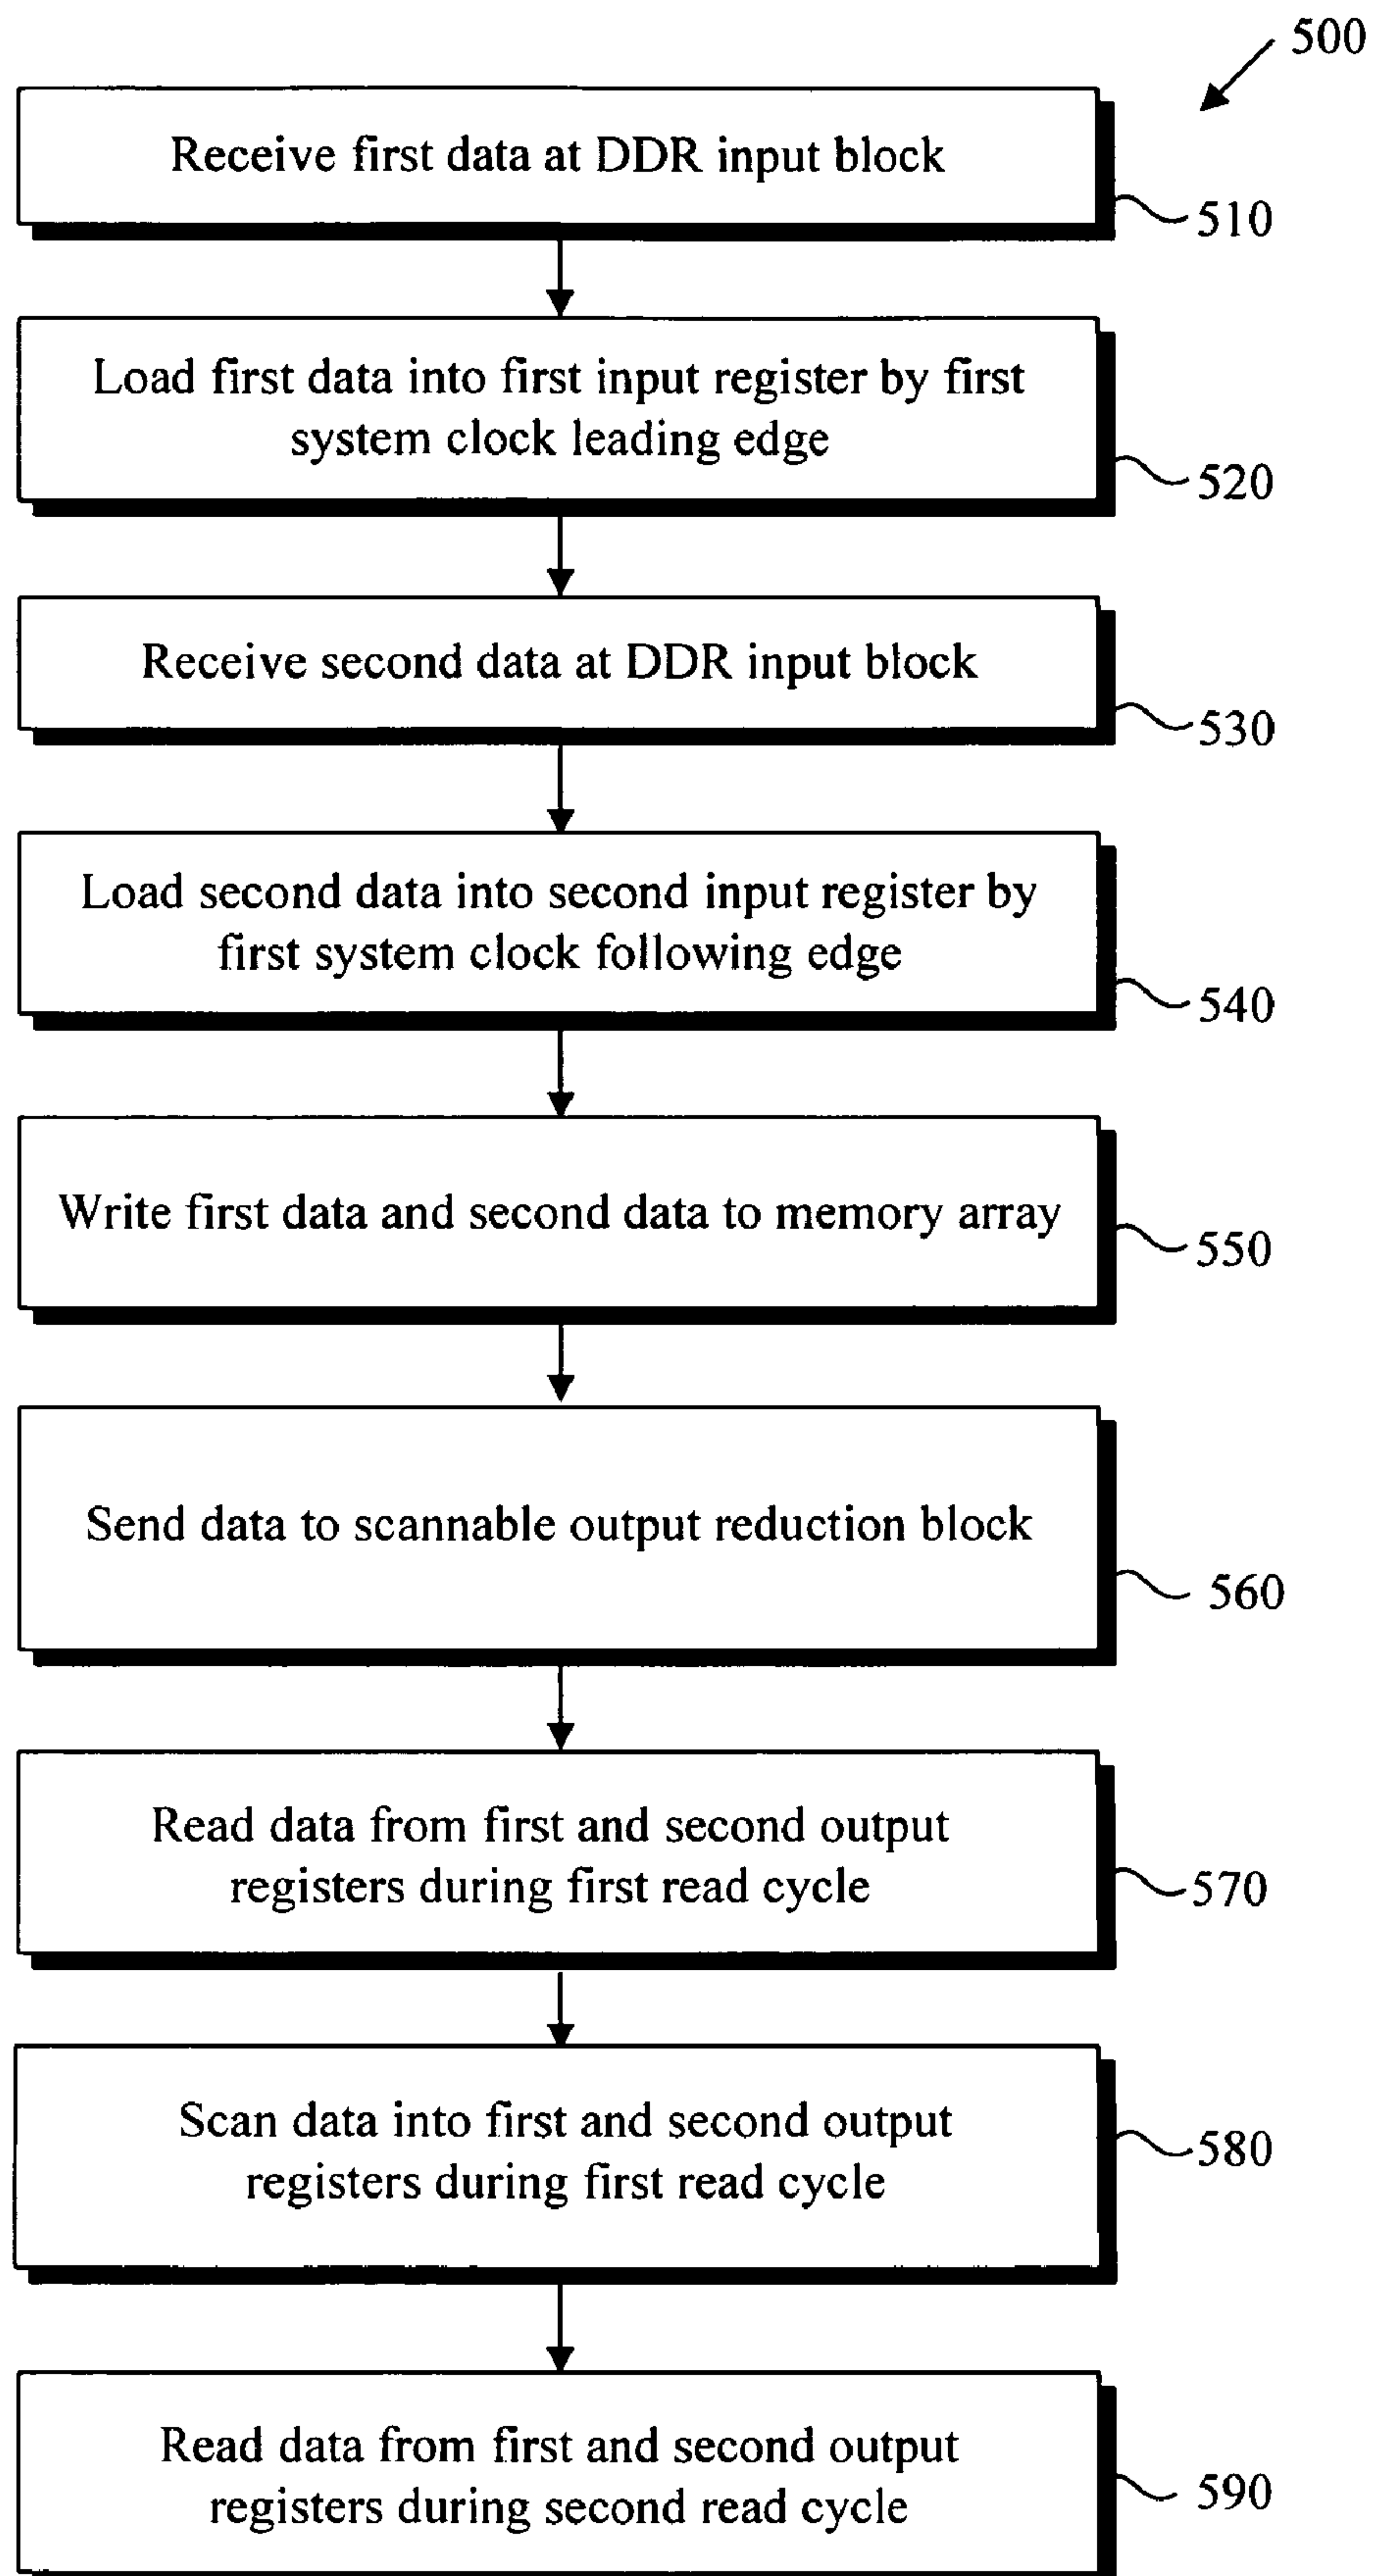 500
Receive first data at DDR input block
510
Load first data into first input register by first
system clock leading edge
520
Receive second data at DDR input block
530
Load second data into second input register by
first system clock following edge
540
Write first data and second data to memory array
550
Send data to scannable output reduction block
560
Read data from first and second output
registers during first read cycle
570
Scan data into first and second output
registers during first read cycle
580
Read data from first and second output
registers during second read cycle
590